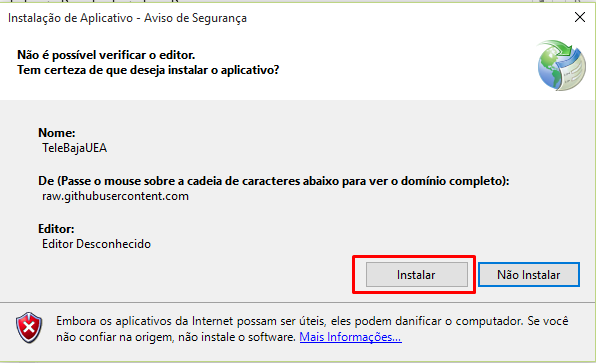 Instalação de Aplicativo - Aviso de Segurança
Não é possível verificar o editor.
Tem certeza de que deseja instalar o aplicativo?
Nome:
TeleBajaUEA
De (Passe o mouse sobre a cadeia de caracteres abaixo para ver o domínio completo):
raw.githubusercontent.com
Editor:
Editor Desconhecido
Instalar
Não Instalar
Embora os aplicativos da Internet possam ser úteis, eles podem danificar o computador. Se você
não confiar na origem, não instale o software. Mais Informações...